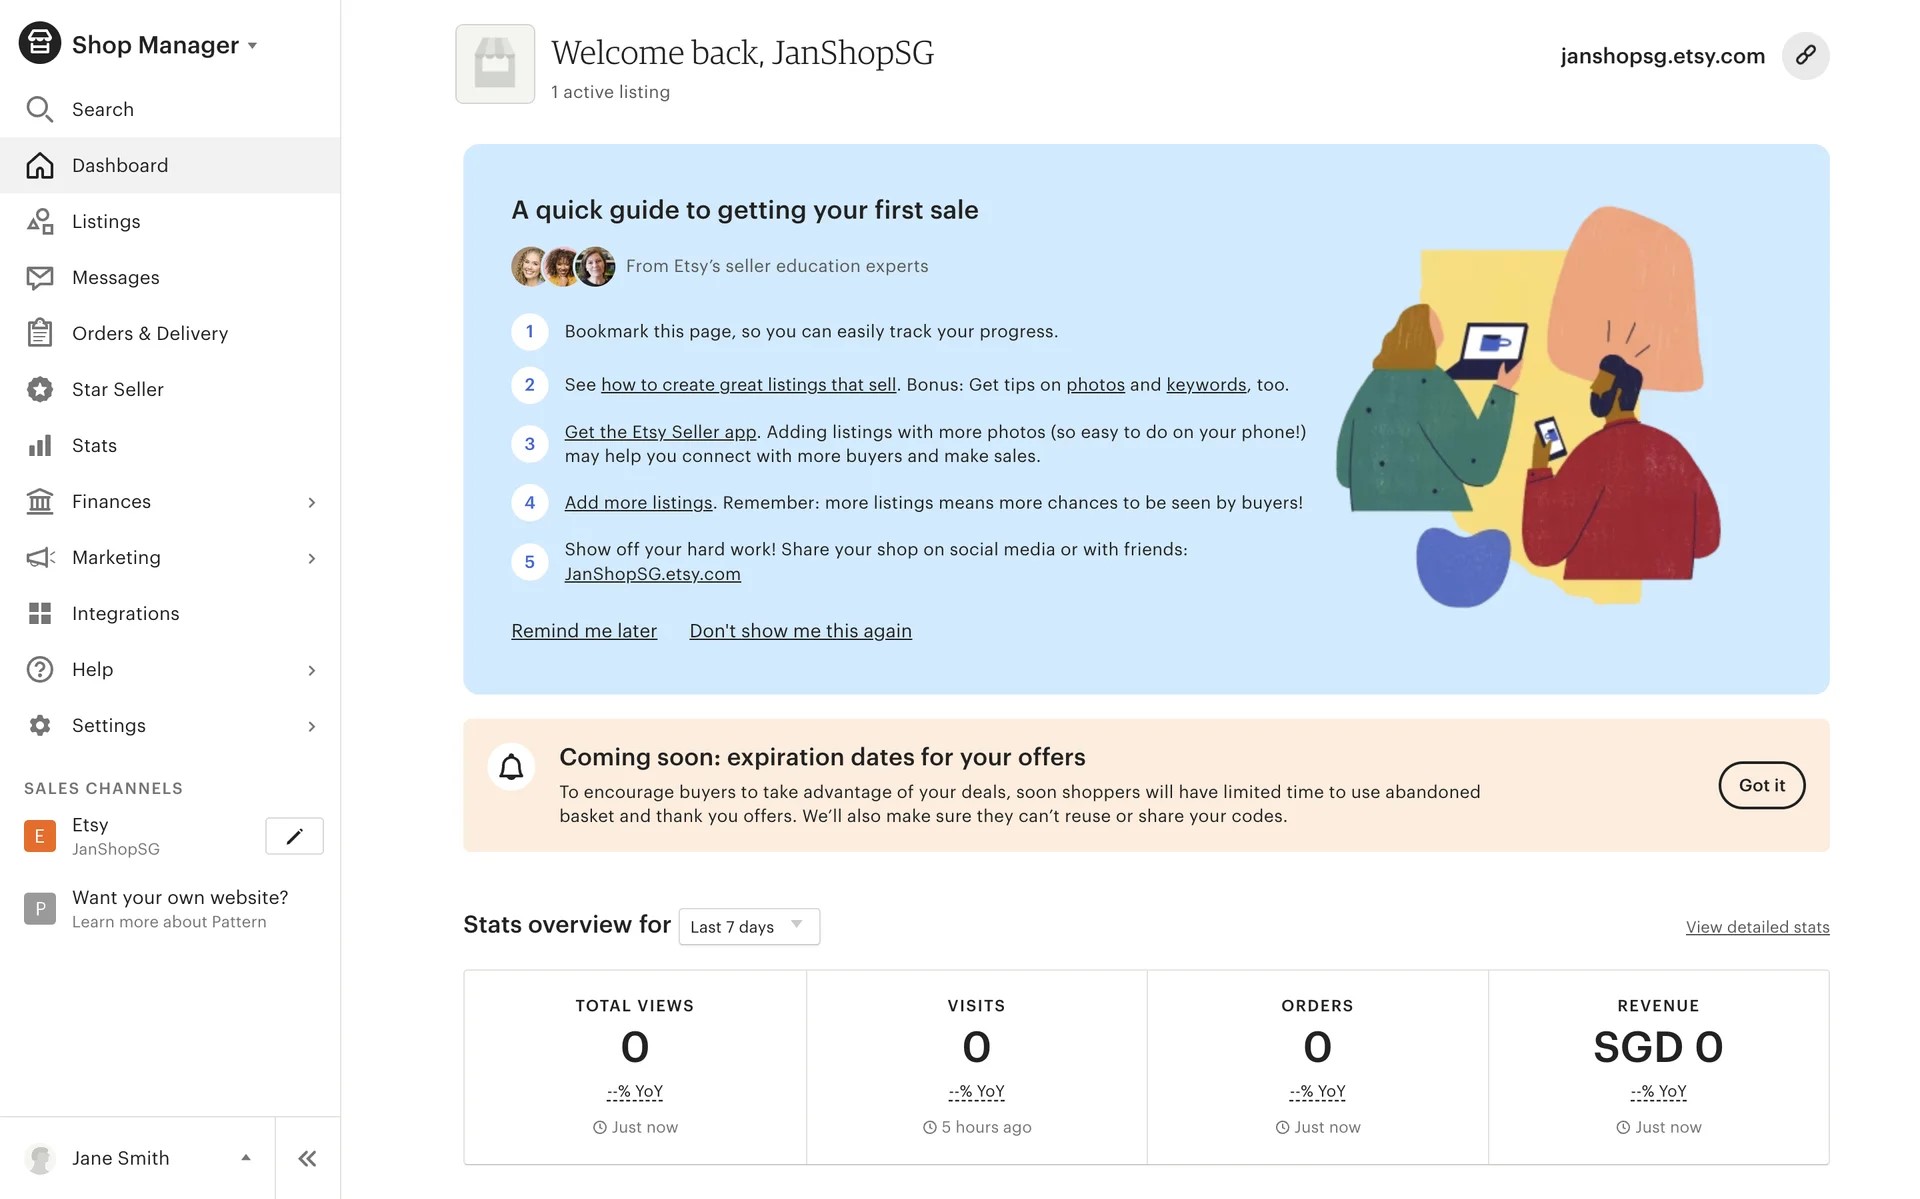 Shop Manager
Search
Dashboard
Listings
Messages
Orders & Delivery
Star Seller
Stats
Finances
Marketing
Integrations
Help
Settings
SALES CHANNELS
E
Etsy
JanShopSG
P
Want your own website?
Learn more about Pattern
Jane Smith
Welcome back, JanShopSG
1 active listing
janshopsg.etsy.com
A quick guide to getting your first sale
From Etsy’s seller education experts
1 Bookmark this page, so you can easily track your progress.
2 See how to create great listings that sell. Bonus: Get tips on photos and keywords, too.
3 Get the Etsy Seller app. Adding listings with more photos (so easy to do on your phone!)
may help you connect with more buyers and make sales.
4 Add more listings. Remember: more listings means more chances to be seen by buyers!
5 Show off your hard work! Share your shop on social media or with friends:
JanShopSG.etsy.com
Remind me later Don't show me this again
Coming soon: expiration dates for your offers
To encourage buyers to take advantage of your deals, soon shoppers will have limited time to use abandoned
basket and thank you offers. We’ll also make sure they can’t reuse or share your codes.
Got it
Stats overview for Last 7 days
View detailed stats
TOTAL VIEWS
0
--% YoY
Just now
VISITS
0
--% YoY
5 hours ago
ORDERS
0
--% YoY
Just now
REVENUE
SGD 0
--% YoY
Just now